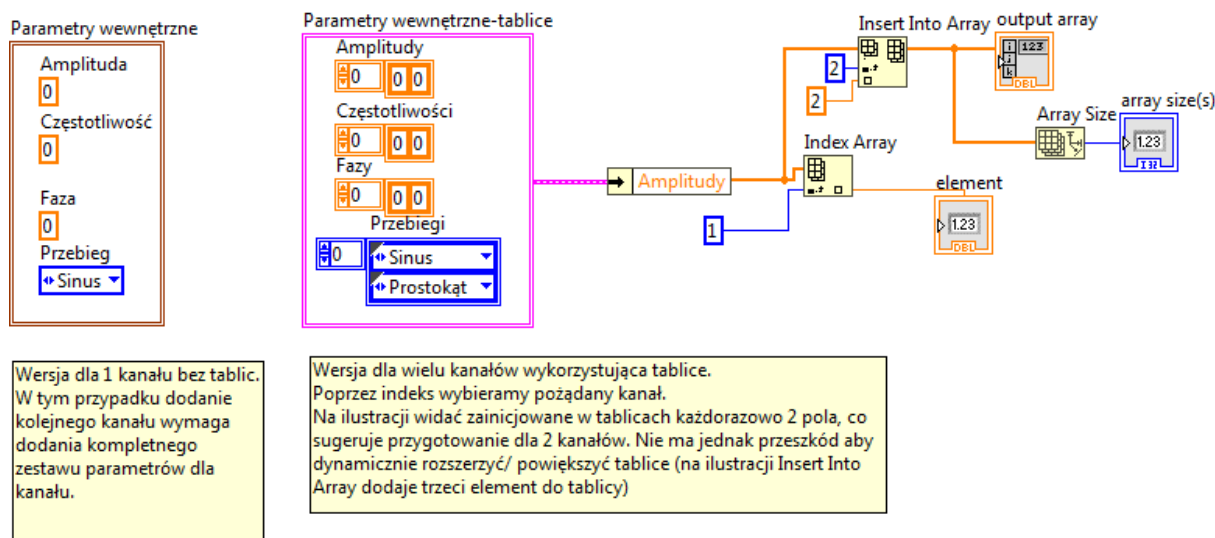 Parametry wewnętrzne
Amplituda
0
Częstotliwość
0
Faza
0
Przebieg
Sinus
Parametry wewnętrzne-tablice
Amplitudy
0 0 0
Częstotliwości
0 0 0
Fazy
0 0 0
Przebiegi
0 Sinus
Prostokąt
Amplitudy
Insert Into Array
2
2
output array
i 123
j
k
DBL
Array Size
array size(s)
1.23
I32
Index Array
1
element
1.23
DBL
Wersja dla 1 kanału bez tablic.
W tym przypadku dodanie
kolejnego kanału wymaga
dodania kompletnego
zestawu parametrów dla
kanału.
Wersja dla wielu kanałów wykorzystująca tablice.
Poprzez indeks wybieramy pożądany kanał.
Na ilustracji widać zainicjowane w tablicach każdorazowo 2 pola, co
sugeruje przygotowanie dla 2 kanałów. Nie ma jednak przeszkód aby
dynamicznie rozszerzyć/ powiększyć tablice (na ilustracji Insert Into
Array dodaje trzeci element do tablicy)